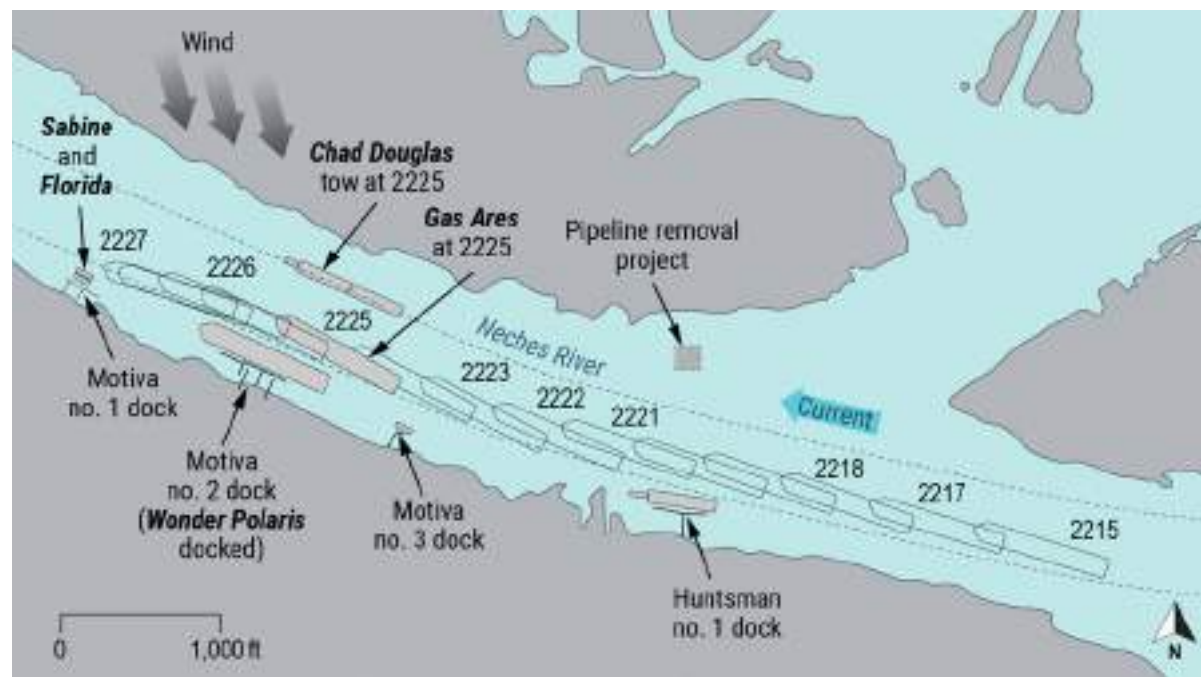 Wind
Sabine
and
Florida
Chad Douglas
tow at 2225
Gas Ares
at 2225
Pipeline removal
project
2227
2226
2225
Neches River
2223
2222
2221
Current
2218
2217
2215
Motiva
no. 1 dock
Motiva
no. 2 dock
(Wonder Polaris
docked)
Motiva
no. 3 dock
Huntsman
no. 1 dock
0
1,000 ft
N